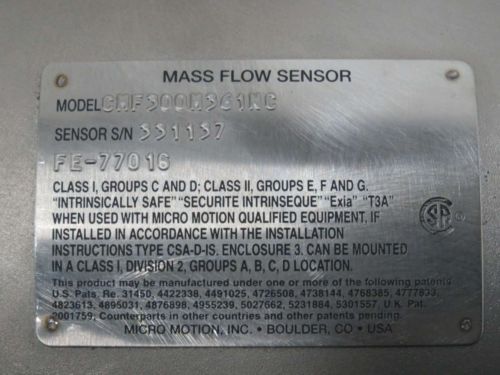 MASS FLOW SENSOR
MODEL CMF300M361NC
SENSOR S/N 331137
FE-77016
CLASS I, GROUPS C AND D; CLASS II, GROUPS E, F AND G.
"INTRINSICALLY SAFE" "SECURITE INTRINSEQUE" "Exia" "T3A"
WHEN USED WITH MICRO MOTION QUALIFIED EQUIPMENT, IF
INSTALLED IN ACCORDANCE WITH THE INSTALLATION
INSTRUCTIONS TYPE CSA-D-IS. ENCLOSURE 3. CAN BE MOUNTED
IN A CLASS I, DIVISION 2, GROUPS A, B, C, D LOCATION.
This product may be manufactured under one or more of the following patents
U.S. Pats. Re. 31450, 4422338, 4491025, 4726508, 4738144, 4768385, 4777833,
4823613, 4895031, 4876898, 4955239, 5027662, 5231884, 5301557, U.K. Pat.
2001759, Counterparts in other countries and other patents pending.
MICRO MOTION, INC. • BOULDER, CO • USA